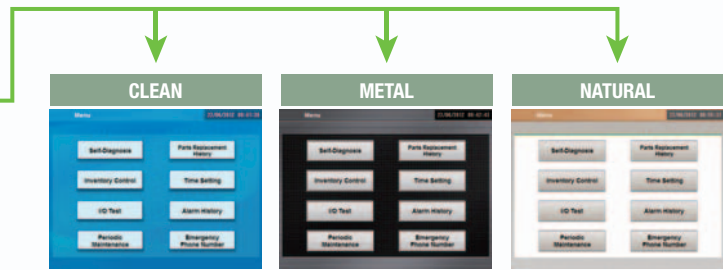 CLEAN
METAL
NATURAL
Menu
Self-Diagnosis
Parts Replacement
History
Inventory Control
Time Setting
I/O Test
Alarm History
Periodic
Maintenance
Emergency
Phone Number
Menu
Self-Diagnosis
Parts Replacement
History
Inventory Control
Time Setting
I/O Test
Alarm History
Periodic
Maintenance
Emergency
Phone Number
Menu
Self-Diagnosis
Parts Replacement
History
Inventory Control
Time Setting
I/O Test
Alarm History
Periodic
Maintenance
Emergency
Phone Number